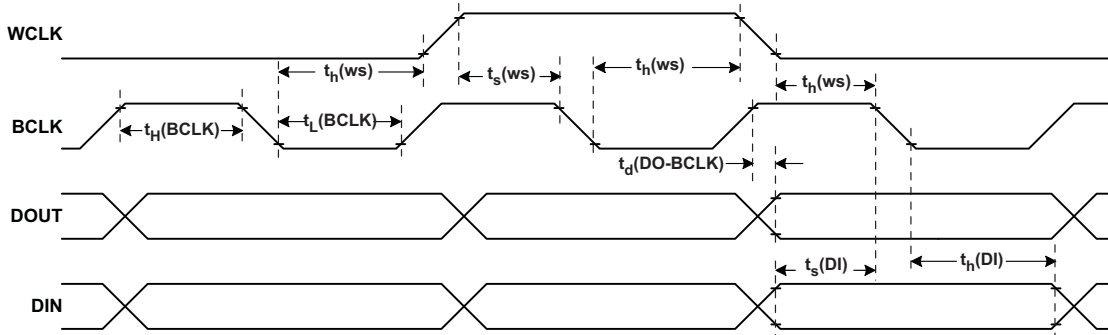 WCLK
th(ws)
ts(ws)
th(ws)
th(ws)
BCLK
tH(BCLK)
tL(BCLK)
td(DO-BCLK)
DOUT
ts(DI)
th(DI)
DIN